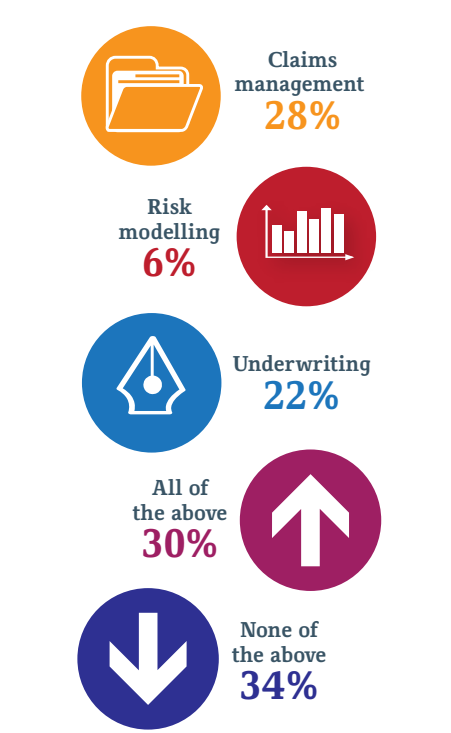 Claims
management
28%
Risk
modelling
6%
Underwriting
22%
All of
the above
30%
None of
the above
34%